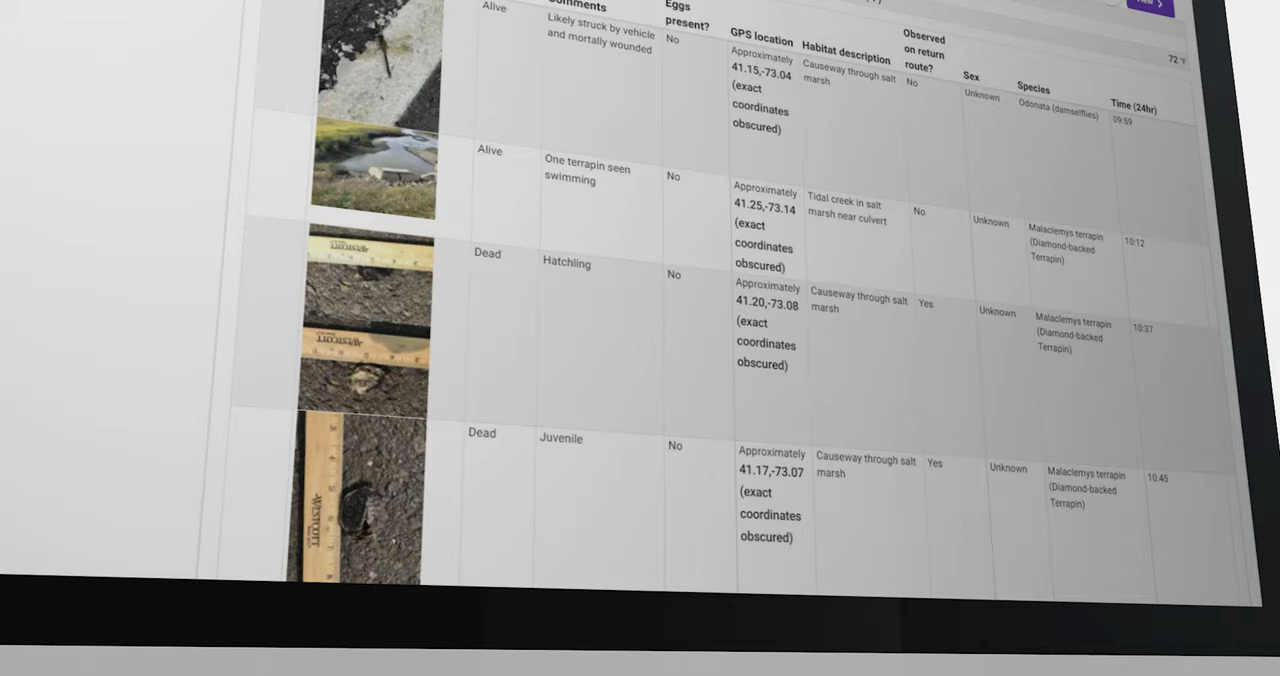 View >
72 °F
Comments
Eggs
present?
GPS location
Habitat description
Observed
on return
route?
Sex
Species
Time (24hr)
Alive
Likely struck by vehicle
and mortally wounded
No
Approximately
41.15,-73.04
(exact
coordinates
obscured)
Causeway through salt
marsh
No
Unknown
Odonata (damselflies)
09:59
Alive
One terrapin seen
swimming
No
Approximately
41.25,-73.14
(exact
coordinates
obscured)
Tidal creek in salt
marsh near culvert
No
Unknown
Malaclemys terrapin
(Diamond-backed
Terrapin)
10:12
WESTCOTT
WESTCOTT
Dead
Hatchling
No
Approximately
41.20,-73.08
(exact
coordinates
obscured)
Causeway through salt
marsh
Yes
Unknown
Malaclemys terrapin
(Diamond-backed
Terrapin)
10:37
WESTCOTT
Dead
Juvenile
No
Approximately
41.17,-73.07
(exact
coordinates
obscured)
Causeway through salt
marsh
Yes
Unknown
Malaclemys terrapin
(Diamond-backed
Terrapin)
10:45